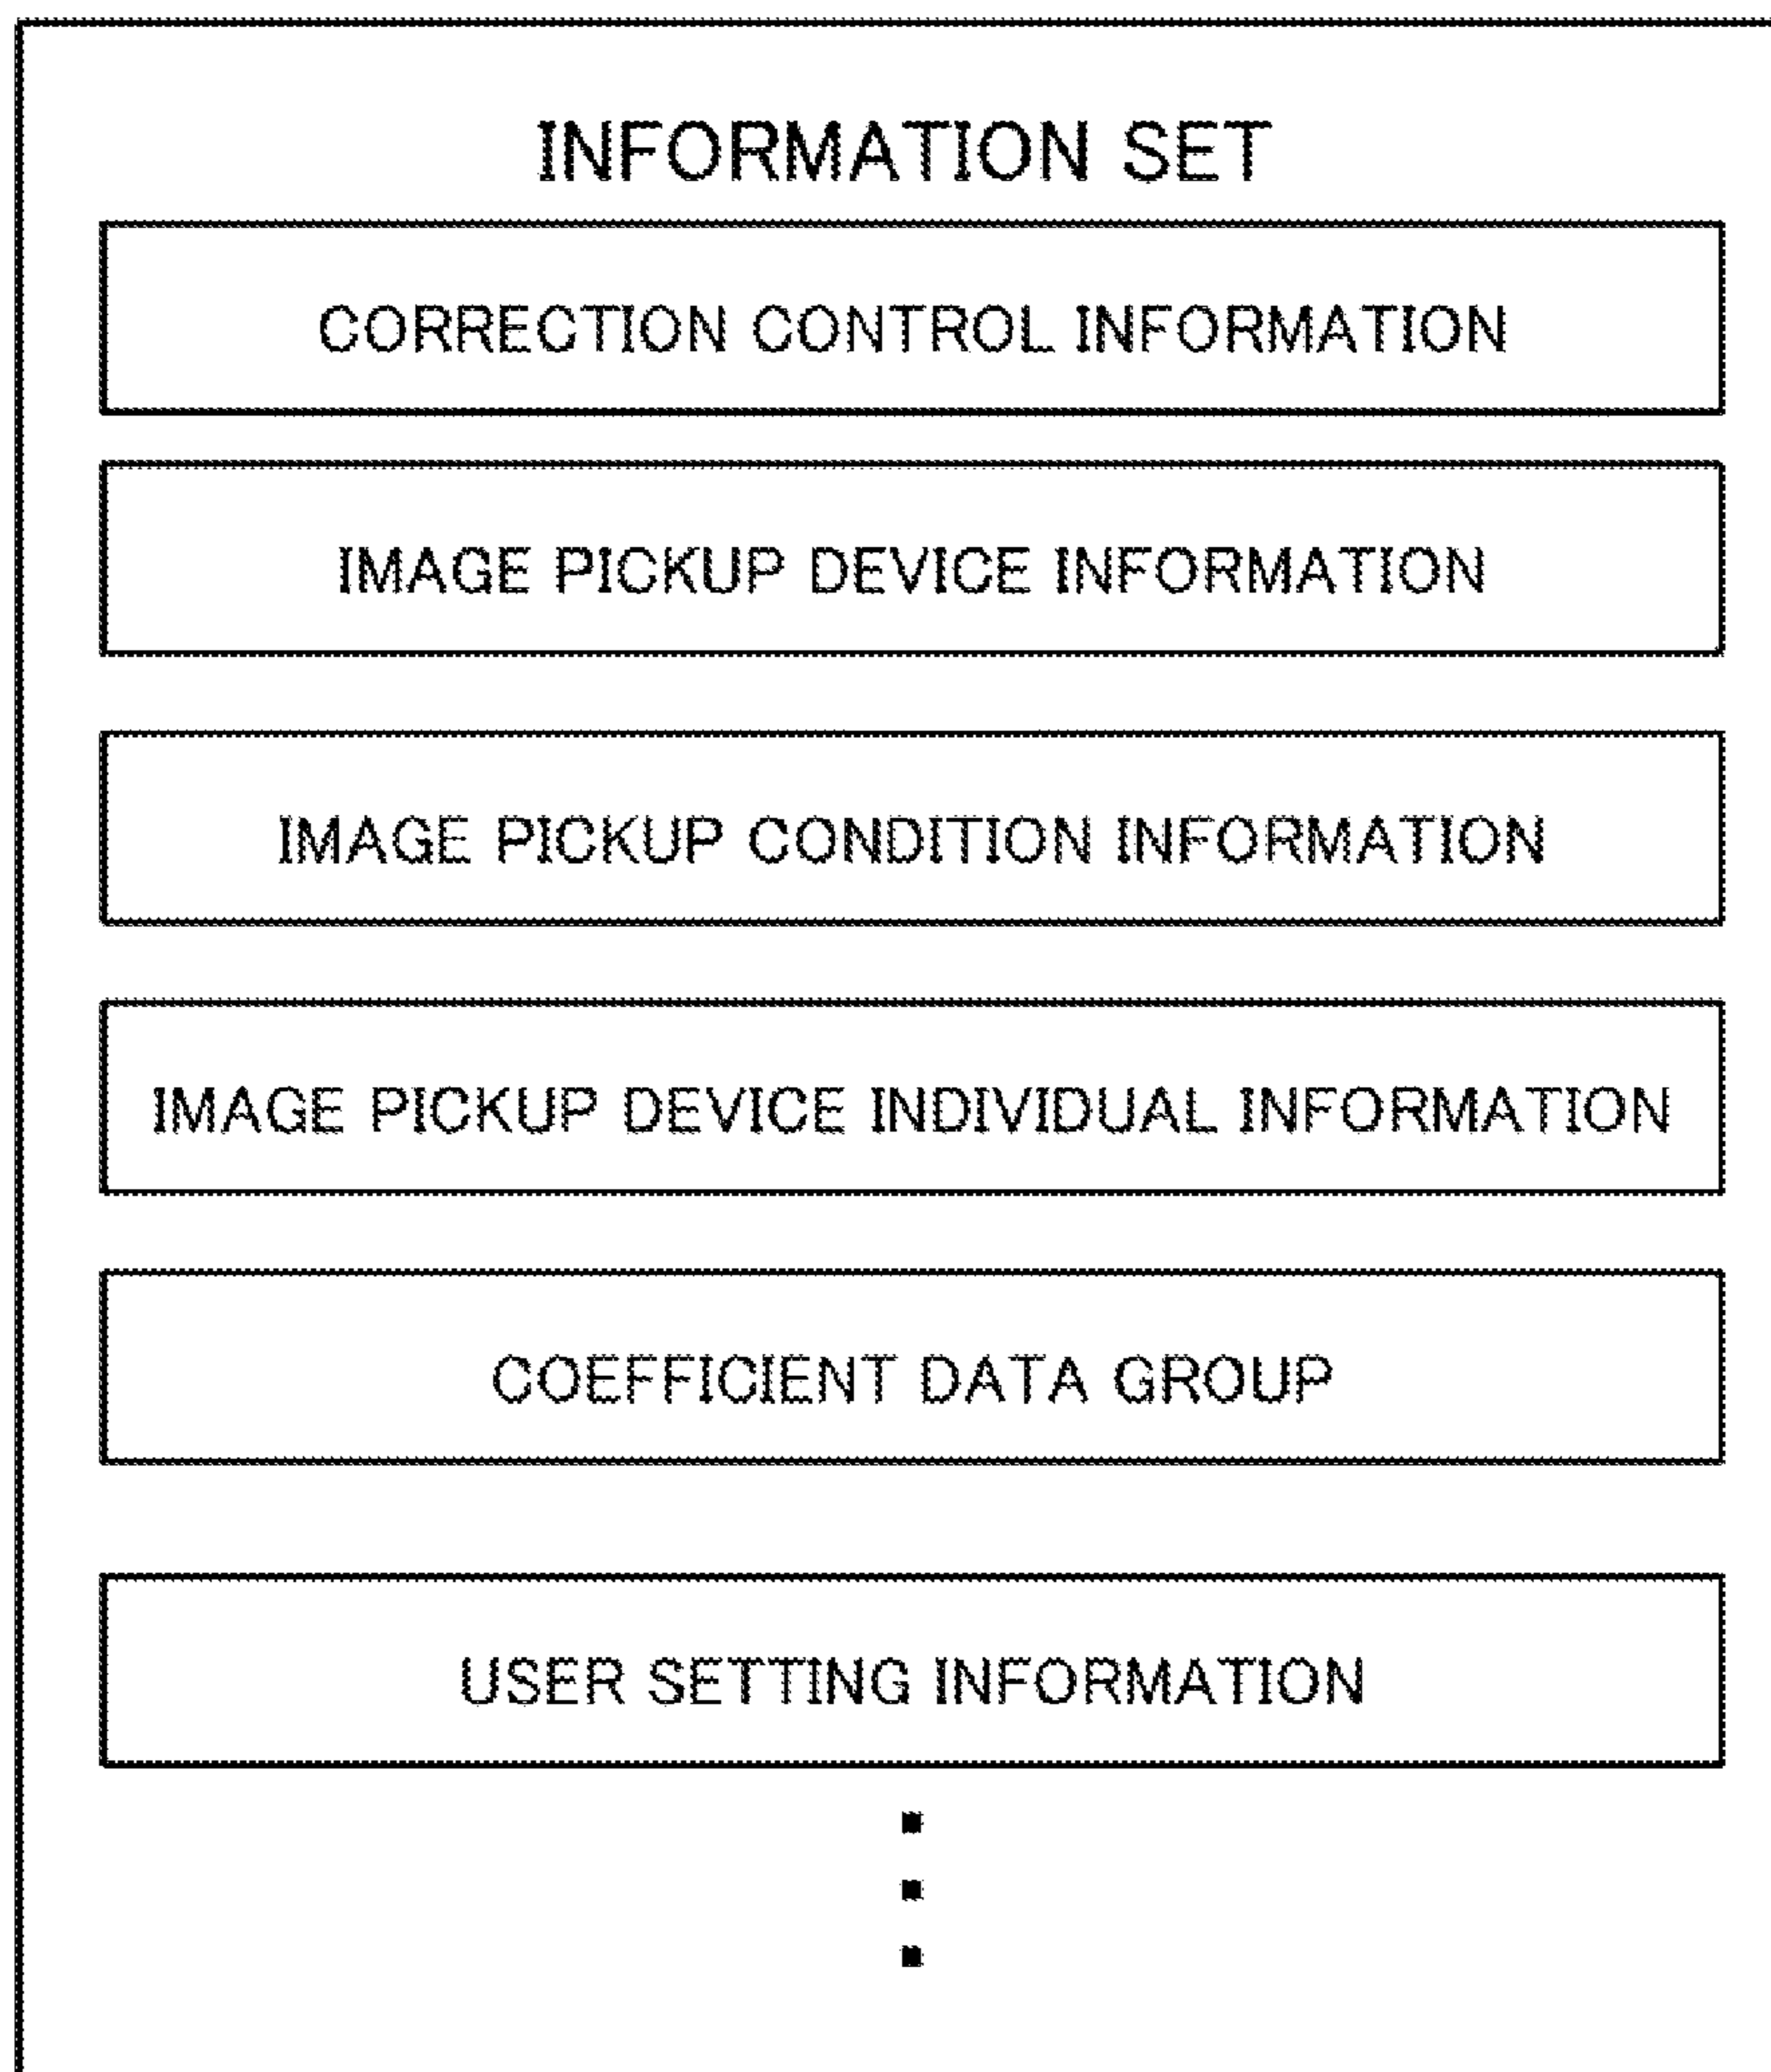 INFORMATION SET
CORRECTION CONTROL INFORMATION
IMAGE PICKUP DEVICE INFORMATION
IMAGE PICKUP CONDITION INFORMATION
IMAGE PICKUP DEVICE INDIVIDUAL INFORMATION
COEFFICIENT DATA GROUP
USER SETTING INFORMATION